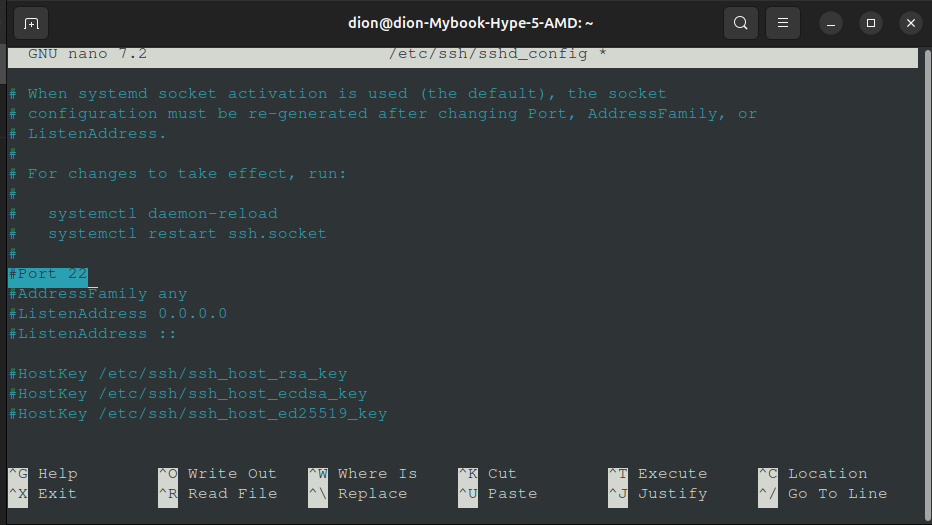 dion@dion-Mybook-Hype-5-AMD: ~
GNU nano 7.2 /etc/ssh/sshd_config *
# When systemd socket activation is used (the default), the socket
# configuration must be re-generated after changing Port, AddressFamily, or
# ListenAddress.
#
# For changes to take effect, run:
#
#   systemctl daemon-reload
#   systemctl restart ssh.socket
#
#Port 22
#AddressFamily any
#ListenAddress 0.0.0.0
#ListenAddress ::
#HostKey /etc/ssh/ssh_host_rsa_key
#HostKey /etc/ssh/ssh_host_ecdsa_key
#HostKey /etc/ssh/ssh_host_ed25519_key
^G Help ^O Write Out ^W Where Is ^K Cut ^T Execute ^C Location
^X Exit ^R Read File ^\ Replace ^U Paste ^J Justify ^/ Go To Line